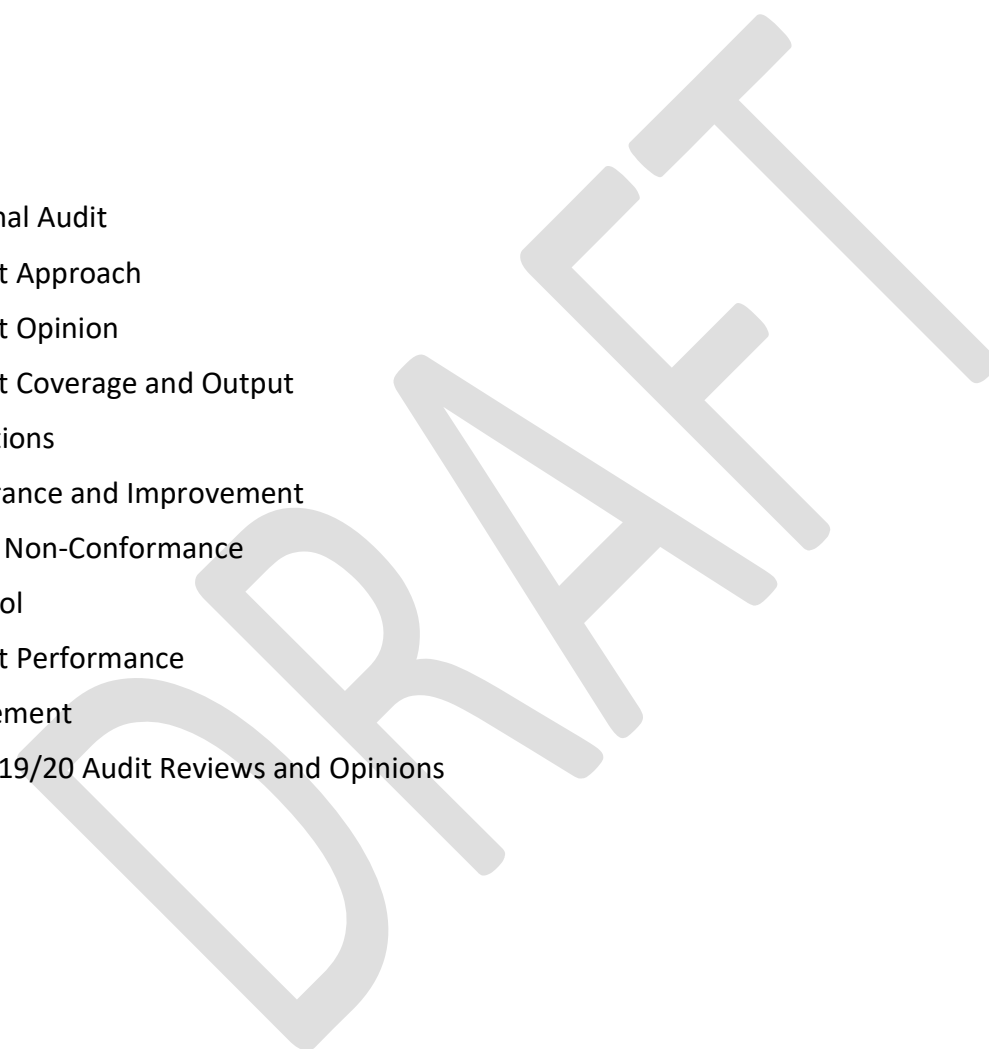 nal Audit
t Approach
t Opinion
t Coverage and Output
tions
rance and Improvement
Non-Conformance
ol
t Performance
ement
19/20 Audit Reviews and Opinions
DRAFT